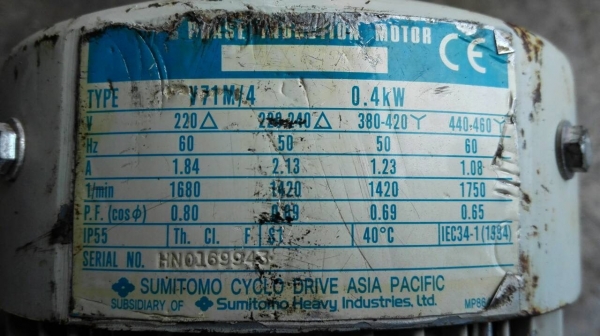 PHASE INDUCTION MOTOR
CE
TYPE V71M/4 0.4kW
V 220△ 220-240△ 380-420Y 440-460Y
Hz 60 50 50 60
A 1.84 2.13 1.23 1.08
1/min 1680 1420 1420 1750
P.F. (cosϕ) 0.80 0.69 0.69 0.65
IP55 Th. Cl. F S1 40°C IEC34-1(1994)
SERIAL NO. HN0169943
SUMITOMO CYCLO DRIVE ASIA PACIFIC
SUBSIDIARY OF Sumitomo Heavy Industries, Ltd.